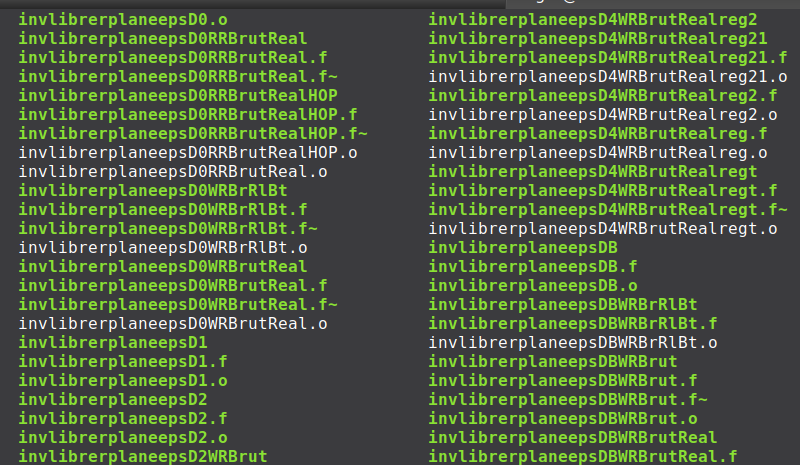 invlibrerplaneepsD0.o
invlibrerplaneepsD0RRBrutReal
invlibrerplaneepsD0RRBrutReal.f
invlibrerplaneepsD0RRBrutReal.f~
invlibrerplaneepsD0RRBrutRealHOP
invlibrerplaneepsD0RRBrutRealHOP.f
invlibrerplaneepsD0RRBrutRealHOP.f~
invlibrerplaneepsD0RRBrutRealHOP.o
invlibrerplaneepsD0RRBrutReal.o
invlibrerplaneepsD0WRBrRlBt
invlibrerplaneepsD0WRBrRlBt.f
invlibrerplaneepsD0WRBrRlBt.f~
invlibrerplaneepsD0WRBrRlBt.o
invlibrerplaneepsD0WRBrutReal
invlibrerplaneepsD0WRBrutReal.f
invlibrerplaneepsD0WRBrutReal.f~
invlibrerplaneepsD0WRBrutReal.o
invlibrerplaneepsD1
invlibrerplaneepsD1.f
invlibrerplaneepsD1.o
invlibrerplaneepsD2
invlibrerplaneepsD2.f
invlibrerplaneepsD2.o
invlibrerplaneepsD2WRBrut
invlibrerplaneepsD4WRBrutRealreg2
invlibrerplaneepsD4WRBrutRealreg21
invlibrerplaneepsD4WRBrutRealreg21.f
invlibrerplaneepsD4WRBrutRealreg21.o
invlibrerplaneepsD4WRBrutRealreg2.f
invlibrerplaneepsD4WRBrutRealreg2.o
invlibrerplaneepsD4WRBrutRealreg.f
invlibrerplaneepsD4WRBrutRealreg.o
invlibrerplaneepsD4WRBrutRealregt
invlibrerplaneepsD4WRBrutRealregt.f
invlibrerplaneepsD4WRBrutRealregt.f~
invlibrerplaneepsD4WRBrutRealregt.o
invlibrerplaneepsDB
invlibrerplaneepsDB.f
invlibrerplaneepsDB.o
invlibrerplaneepsDBWRBrRlBt
invlibrerplaneepsDBWRBrRlBt.f
invlibrerplaneepsDBWRBrRlBt.o
invlibrerplaneepsDBWRBrut
invlibrerplaneepsDBWRBrut.f
invlibrerplaneepsDBWRBrut.f~
invlibrerplaneepsDBWRBrut.o
invlibrerplaneepsDBWRBrutReal
invlibrerplaneepsDBWRBrutReal.f